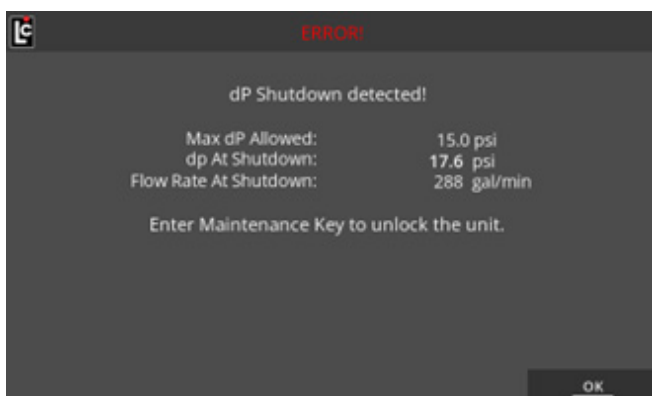 Lc
ERROR!
dP Shutdown detected!
Max dP Allowed: 15.0 psi
dp At Shutdown: 17.6 psi
Flow Rate At Shutdown: 288 gal/min
Enter Maintenance Key to unlock the unit.
OK